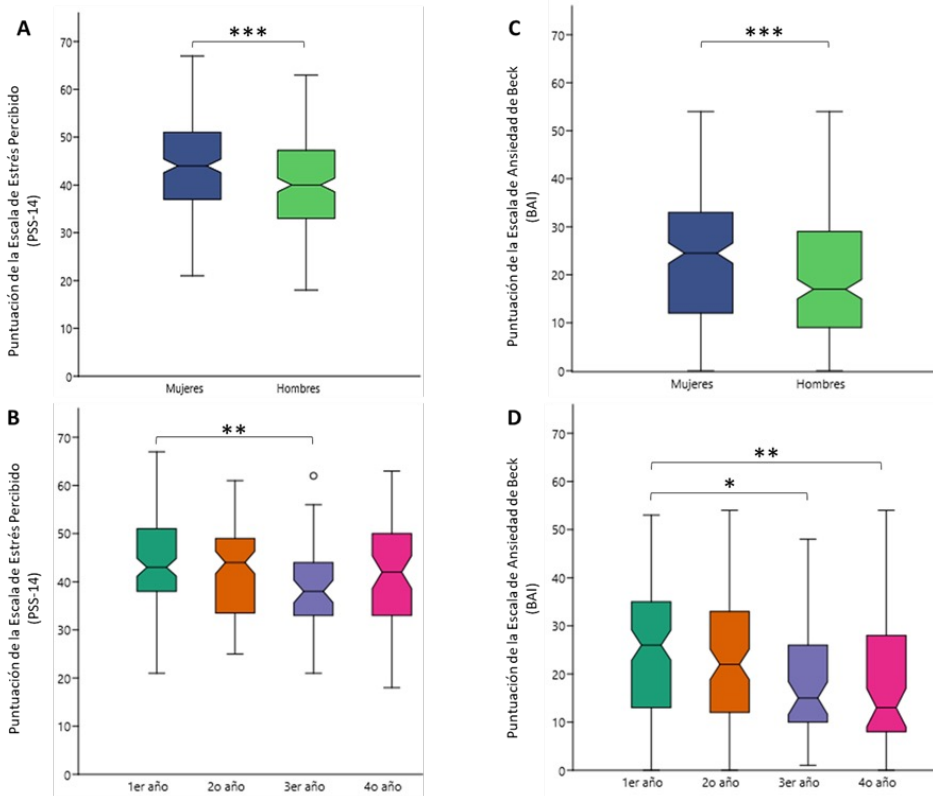 A
Puntuación de la Escala de Estrés Percibido
(PSS-14)
70
60
50
40
30
20
10
0
***
Mujeres
Hombres
C
Puntuación de la Escala de Ansiedad de Beck
(BAI)
70
60
50
40
30
20
10
0
***
Mujeres
Hombres
B
Puntuación de la Escala de Estrés Percibido
(PSS-14)
70
60
50
40
30
20
10
0
**
1er año
2o año
3er año
4o año
D
Puntuación de la Escala de Ansiedad de Beck
(BAI)
70
60
50
40
30
20
10
0
**
*
1er año
2o año
3er año
4o año